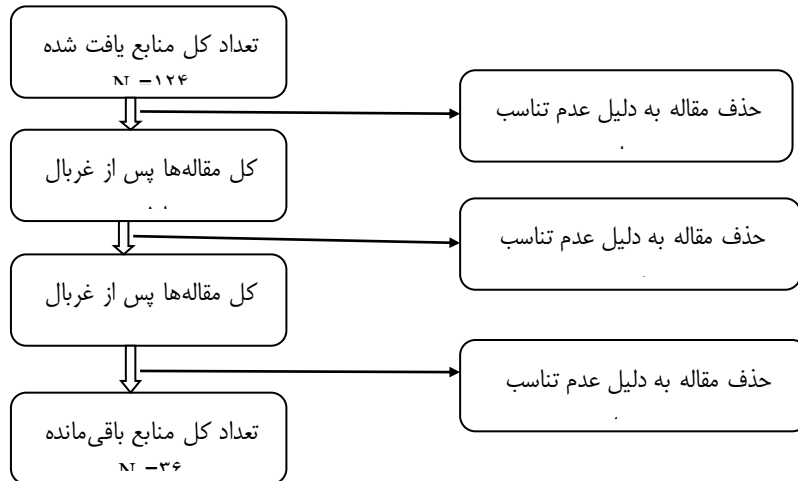 تعداد کل منابع یافت شده
N =۱۲۴
حذف مقاله به دلیل عدم تناسب
کل مقاله‌ها پس از غربال
حذف مقاله به دلیل عدم تناسب
کل مقاله‌ها پس از غربال
حذف مقاله به دلیل عدم تناسب
تعداد کل منابع باقی‌مانده
N =۳۶